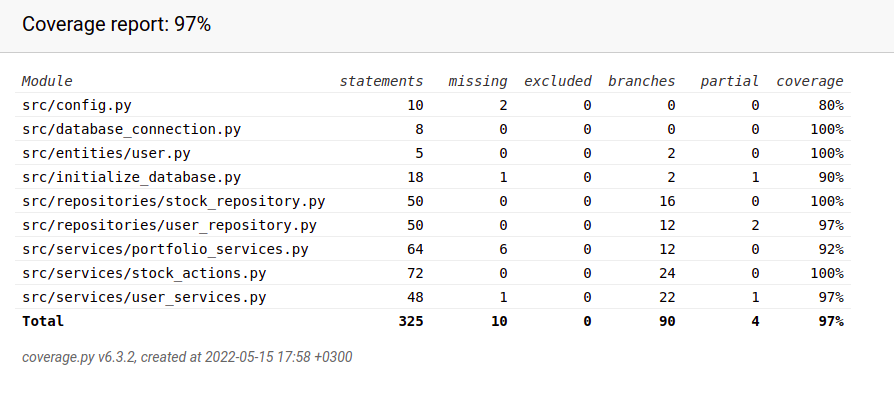 Coverage report: 97%
Module statements missing excluded branches partial coverage
src/config.py 10 2 0 0 0 80%
src/database_connection.py 8 0 0 0 0 100%
src/entities/user.py 5 0 0 2 0 100%
src/initialize_database.py 18 1 0 2 1 90%
src/repositories/stock_repository.py 50 0 0 16 0 100%
src/repositories/user_repository.py 50 0 0 12 2 97%
src/services/portfolio_services.py 64 6 0 12 0 92%
src/services/stock_actions.py 72 0 0 24 0 100%
src/services/user_services.py 48 1 0 22 1 97%
Total 325 10 0 90 4 97%
coverage.py v6.3.2, created at 2022-05-15 17:58 +0300